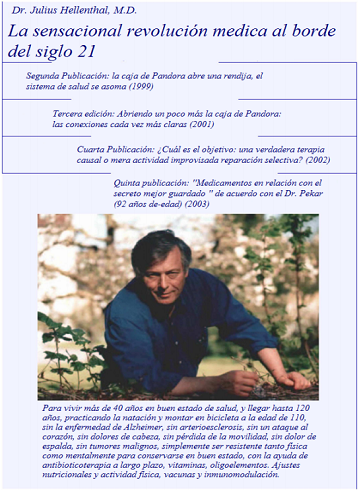 Dr. Julius Hellenthal, M.D.
La sensacional revolución medica al borde
del siglo 21
Segunda Publicación: la caja de Pandora abre una rendija, el
sistema de salud se asoma (1999)
Tercera edición: Abriendo un poco más la caja de Pandora:
las conexiones cada vez más claras (2001)
Cuarta Publicación: ¿Cuál es el objetivo: una verdadera terapia
causal o mera actividad improvisada reparación selectiva? (2002)
Quinta publicación: "Medicamentos en relación con el
secreto mejor guardado " de acuerdo con el Dr. Pekar
(92 años de-edad) (2003)
Para vivir más de 40 años en buen estado de salud, y llegar hasta 120
años, practicando la natación y montar en bicicleta a la edad de 110,
sin la enfermedad de Alzheimer, sin arterioesclerosis, sin un ataque al
corazón, sin dolores de cabeza, sin pérdida de la movilidad, sin dolor de
espalda, sin tumores malignos, simplemente ser resistente tanto física
como mentalmente para conservarse en buen estado, con la ayuda de
antibioticoterapia a largo plazo, vitaminas, oligoelementos. Ajustes
nutricionales y actividad física, vacunas y inmunomodulación.